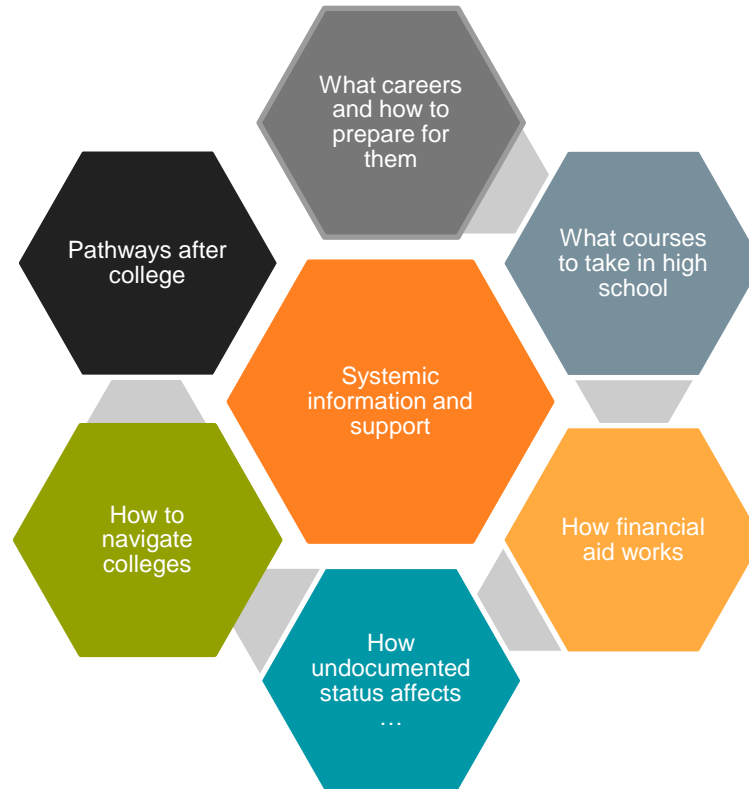 What careers
and how to
prepare for
them
What courses
to take in high
school
Pathways after
college
Systemic
information and
support
How financial
aid works
How to
navigate
colleges
How
undocumented
status affects
…